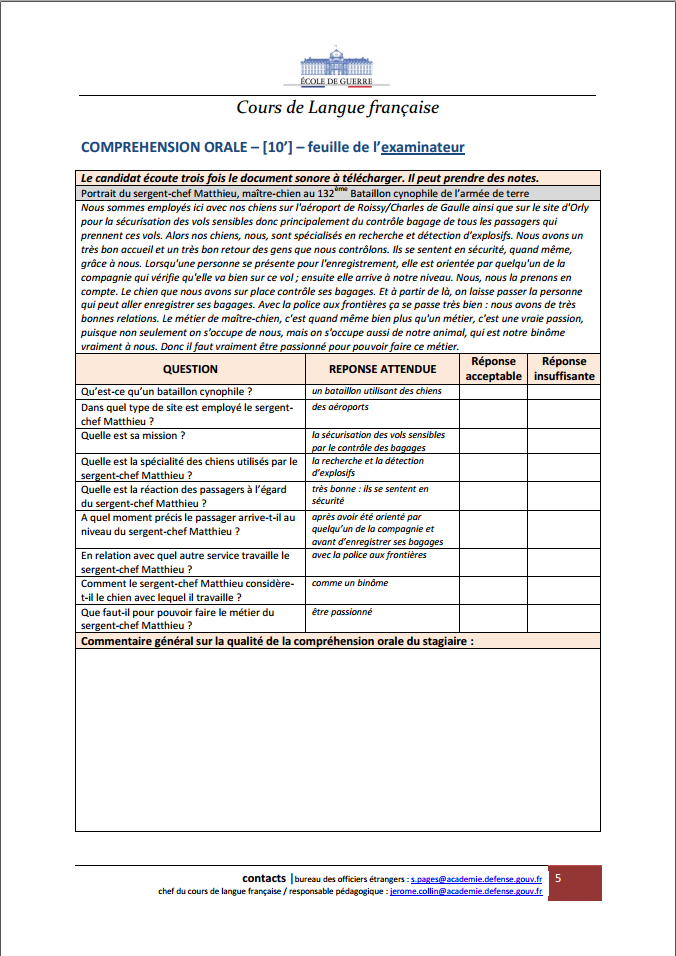 ÉCOLE DE GUERRE
Cours de Langue française
COMPREHENSION ORALE – [10’] – feuille de l’examinateur
Le candidat écoute trois fois le document sonore à télécharger. Il peut prendre des notes.
Portrait du sergent-chef Matthieu, maître-chien au 132ème Bataillon cynophile de l’armée de terre
Nous sommes employés ici avec nos chiens sur l'aéroport de Roissy/Charles de Gaulle ainsi que sur le site d'Orly
pour la sécurisation des vols sensibles donc principalement du contrôle bagage de tous les passagers qui
prennent ces vols. Alors nos chiens, nous, sont spécialisés en recherche et détection d'explosifs. Nous avons un
très bon accueil et un très bon retour des gens que nous contrôlons. Ils se sentent en sécurité, quand même,
grâce à nous. Lorsqu'une personne se présente pour l'enregistrement, elle est orientée par quelqu'un de la
compagnie qui vérifie qu'elle va bien sur ce vol ; ensuite elle arrive à notre niveau. Nous, nous la prenons en
compte. Le chien que nous avons sur place contrôle ses bagages. Et à partir de là, on laisse passer la personne
qui peut aller enregistrer ses bagages. Avec la police aux frontières ça se passe très bien : nous avons de très
bonnes relations. Le métier de maître-chien, c'est quand même bien plus qu'un métier, c'est une vraie passion,
puisque non seulement on s'occupe de nous, mais on s'occupe aussi de notre animal, qui est notre binôme
vraiment à nous. Donc il faut vraiment être passionné pour pouvoir faire ce métier.
QUESTION REPONSE ATTENDUE Réponse acceptable Réponse insuffisante
Qu’est-ce qu’un bataillon cynophile ? un bataillon utilisant des chiens
Dans quel type de site est employé le sergent-
chef Matthieu ?
des aéroports
Quelle est sa mission ?
la sécurisation des vols sensibles
par le contrôle des bagages
Quelle est la spécialité des chiens utilisés par le
sergent-chef Matthieu ?
la recherche et la détection
d’explosifs
Quelle est la réaction des passagers à l’égard
du sergent-chef Matthieu ?
très bonne : ils se sentent en
sécurité
A quel moment précis le passager arrive-t-il au
niveau du sergent-chef Matthieu ?
après avoir été orienté par
quelqu’un de la compagnie et
avant d’enregistrer ses bagages
En relation avec quel autre service travaille le
sergent-chef Matthieu ?
avec la police aux frontières
Comment le sergent-chef Matthieu considère-
t-il le chien avec lequel il travaille ?
comme un binôme
Que faut-il pour pouvoir faire le métier du
sergent-chef Matthieu ?
être passionné
Commentaire général sur la qualité de la compréhension orale du stagiaire :
contacts |bureau des officiers étrangers : s.pages@academie.defense.gouv.fr
5
chef du cours de langue française / responsable pédagogique : jerome.collin@academie.defense.gouv.fr